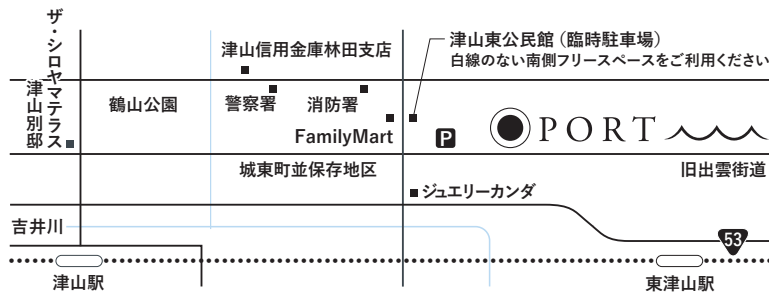 ザ・シロヤマテラス
津山別邸
津山信用金庫林田支店
津山東公民館（臨時駐車場）
白線のない南側フリースペースをご利用ください
鶴山公園
警察署
消防署
FamilyMart
P
PORT
城東町並保存地区
旧出雲街道
ジュエリーカンダ
吉井川
53
津山駅
東津山駅